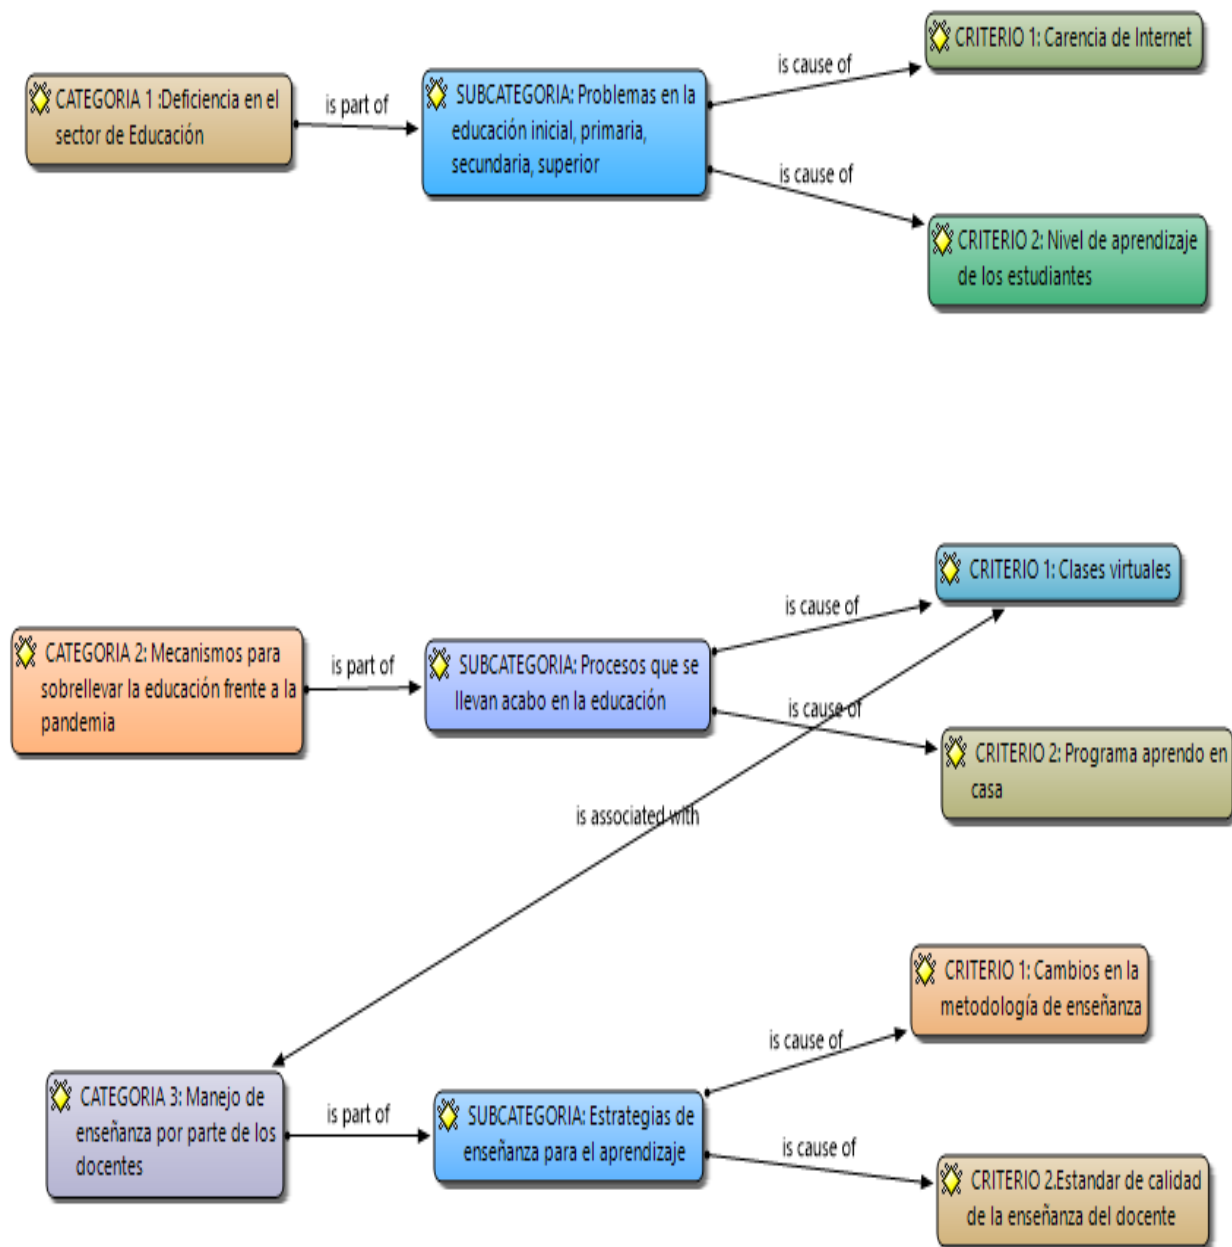 CATEGORIA 1 :Deficiencia en el
sector de Educación
is part of
SUBCATEGORIA: Problemas en la
educación inicial, primaria,
secundaria, superior
is cause of
CRITERIO 1: Carencia de Internet
is cause of
CRITERIO 2: Nivel de aprendizaje
de los estudiantes
CATEGORIA 2: Mecanismos para
sobrellevar la educación frente a la
pandemia
is part of
SUBCATEGORIA: Procesos que se
llevan acabo en la educación
is cause of
CRITERIO 1: Clases virtuales
is cause of
CRITERIO 2: Programa aprendo en
casa
is associated with
CATEGORIA 3: Manejo de
enseñanza por parte de los
docentes
is part of
SUBCATEGORIA: Estrategias de
enseñanza para el aprendizaje
is cause of
CRITERIO 1: Cambios en la
metodología de enseñanza
is cause of
CRITERIO 2.Estandar de calidad
de la enseñanza del docente